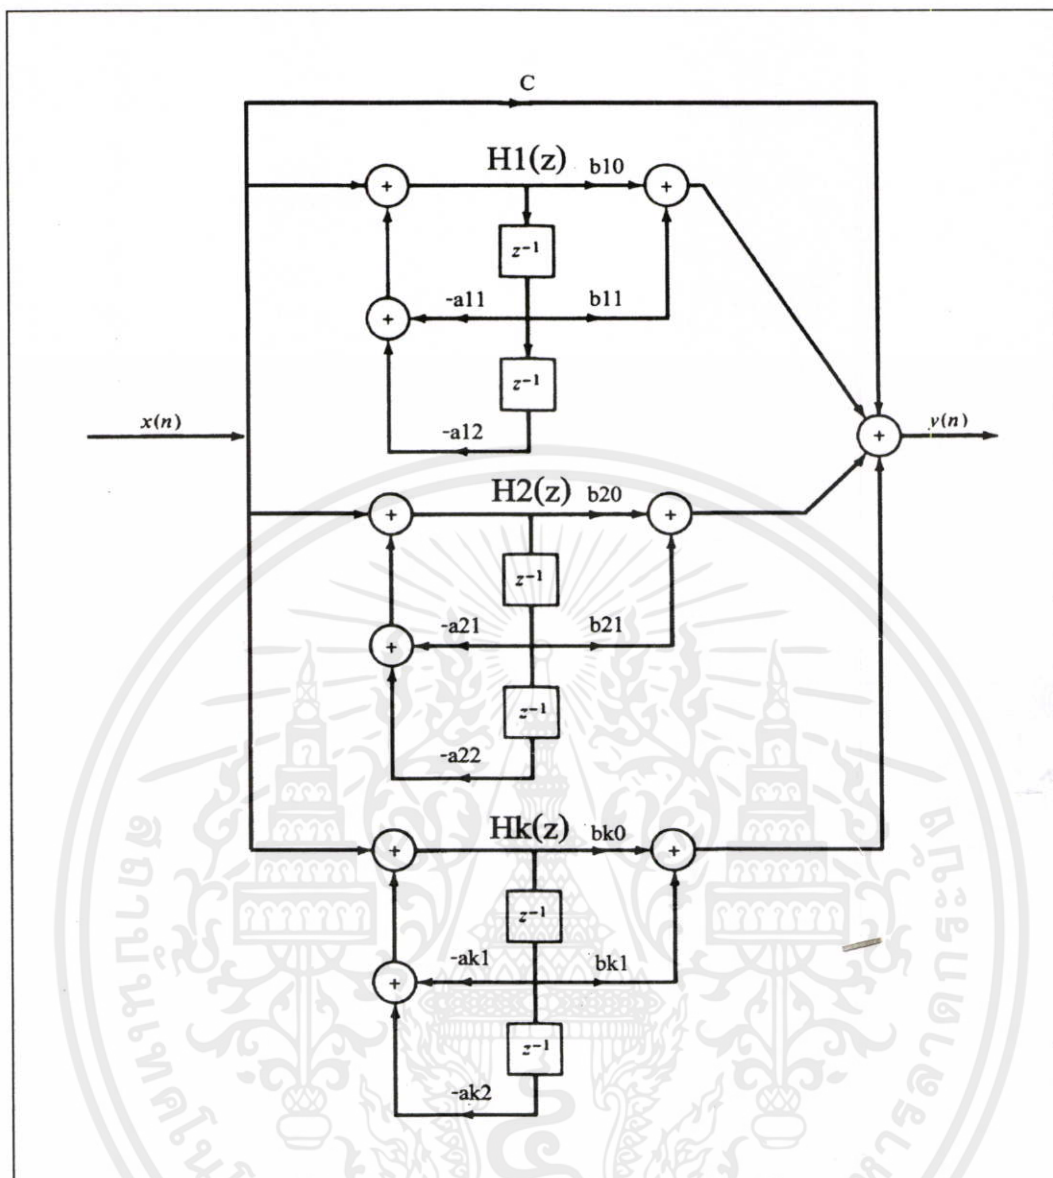 C
H1(z) b10
z⁻¹
-a11 b11
z⁻¹
-a12
x(n)
y(n)
+
+
+
+
H2(z) b20
+
+
z⁻¹
-a21 b21
+
z⁻¹
-a22
Hk(z) bk0
+
+
z⁻¹
-ak1 bk1
+
z⁻¹
-ak2